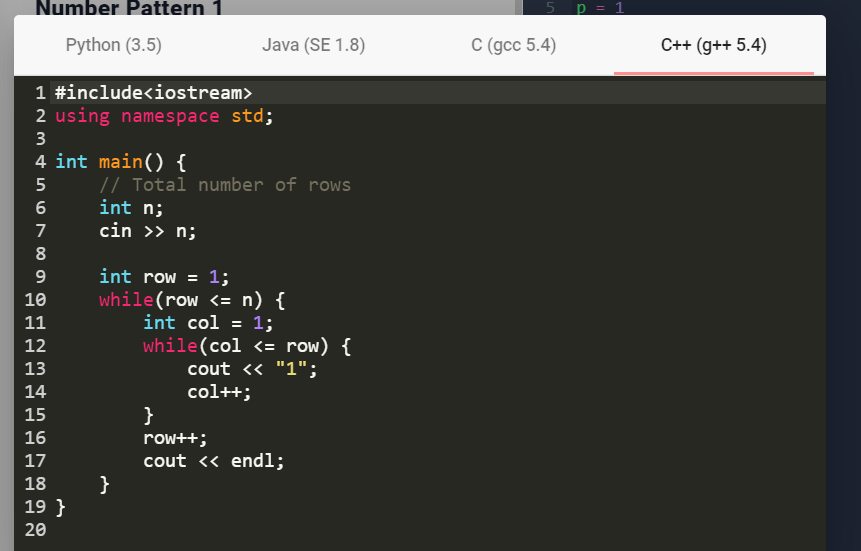 Number Pattern 1
5 p = 1
Python (3.5) Java (SE 1.8) C (gcc 5.4) C++ (g++ 5.4)
1 #include<iostream>
2 using namespace std;
3
4 int main() {
5     // Total number of rows
6     int n;
7     cin >> n;
8
9     int row = 1;
10     while(row <= n) {
11         int col = 1;
12         while(col <= row) {
13             cout << "1";
14             col++;
15         }
16         row++;
17         cout << endl;
18     }
19 }
20